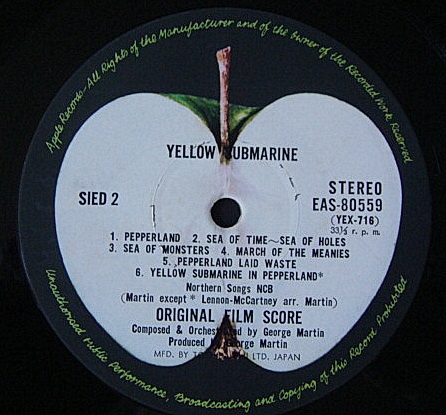 Apple Records—All Rights of the Manufacturer and of the Owner of the Recorded Work Reserved
YELLOW SUBMARINE
SIED 2
STEREO
EAS-80559
(YEX-716)
33⅓ r. p. m.
1. PEPPERLAND 2. SEA OF TIME~SEA OF HOLES
3. SEA OF MONSTERS 4. MARCH OF THE MEANIES
5. PEPPERLAND LAID WASTE
6. YELLOW SUBMARINE IN PEPPERLAND*
Northern Songs NCB
(Martin except * Lennon-McCartney arr. Martin)
ORIGINAL FILM SCORE
Composed & Orchestrated by George Martin
Produced by George Martin
MFD. BY LTD. JAPAN
Unauthorised Public Performance, Broadcasting and Copying of this Record Prohibited